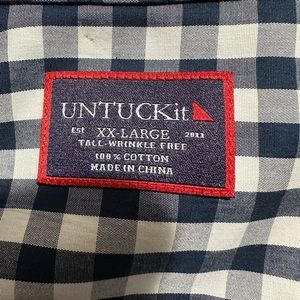 UNTUCKit
EST XX-LARGE 2011
TALL-WRINKLE FREE
100% COTTON
MADE IN CHINA